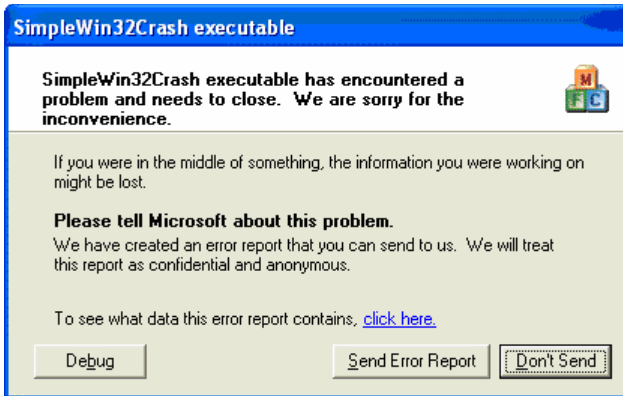 SimpleWin32Crash executable
SimpleWin32Crash executable has encountered a
problem and needs to close. We are sorry for the
inconvenience.
M
F C
If you were in the middle of something, the information you were working on
might be lost.
Please tell Microsoft about this problem.
We have created an error report that you can send to us. We will treat
this report as confidential and anonymous.
To see what data this error report contains, click here.
Debug Send Error Report Don't Send